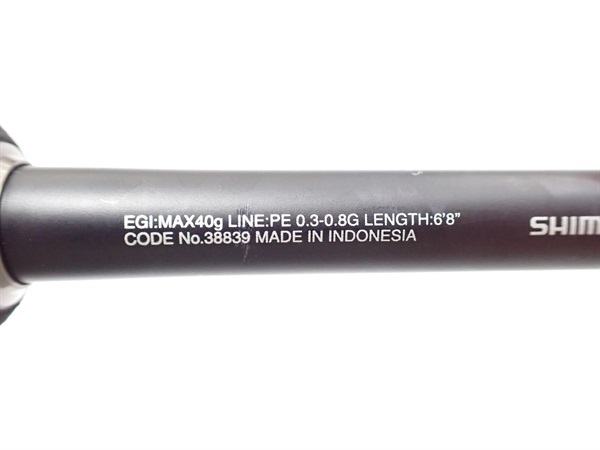 EGI:MAX40g LINE:PE 0.3-0.8G LENGTH:6'8"
CODE No.38839 MADE IN INDONESIA
SHIM